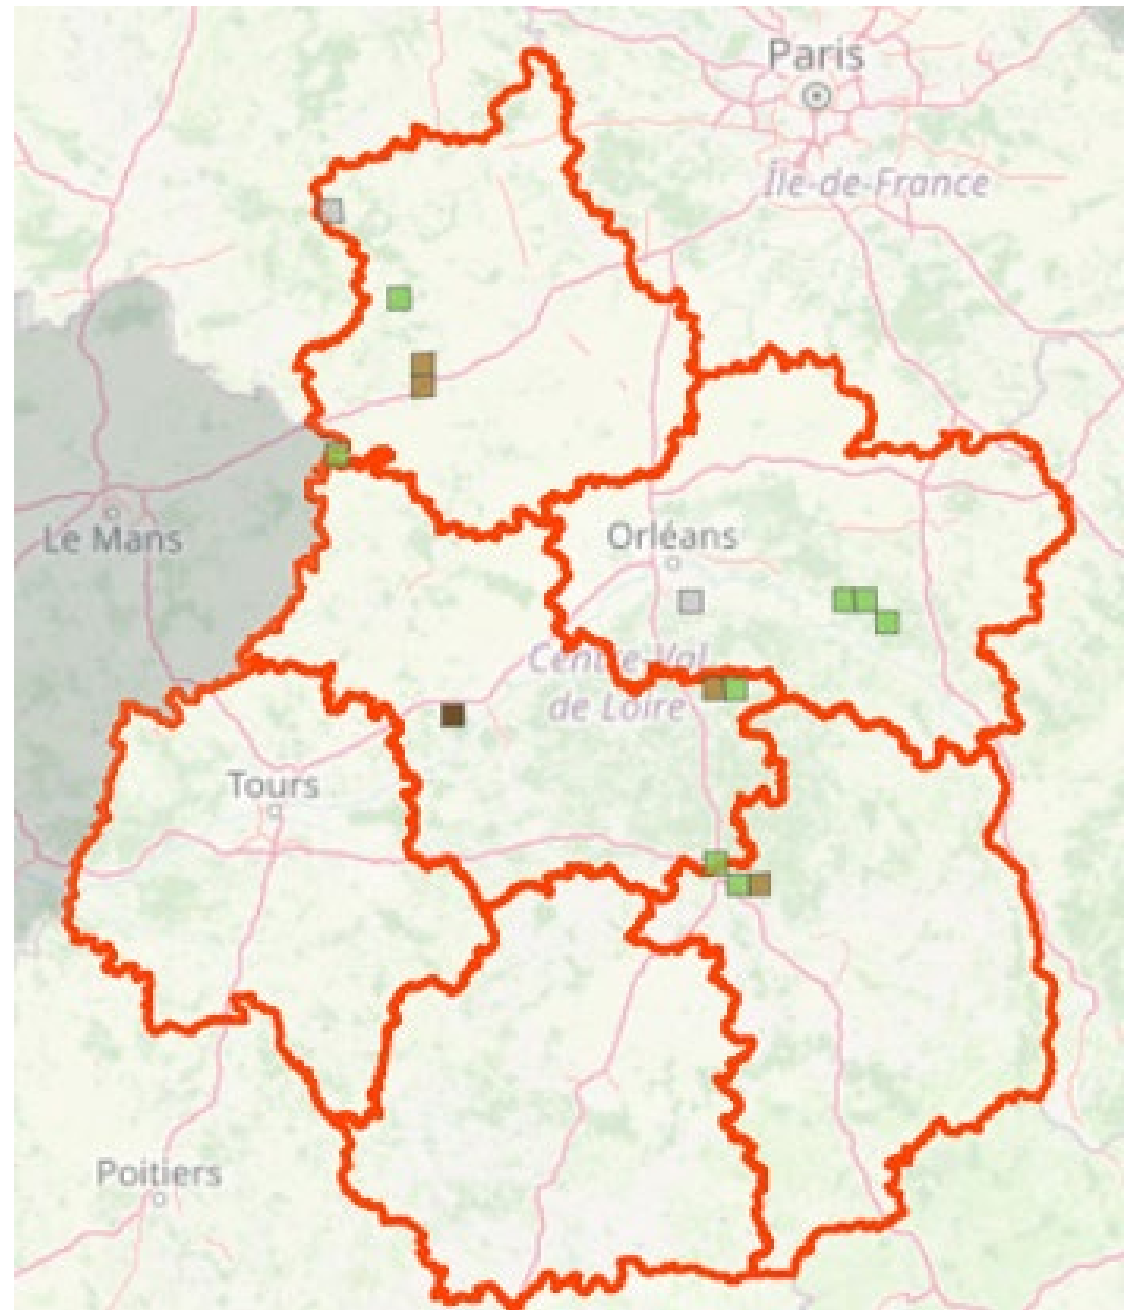 Paris
Île-de-France
Le Mans
Orléans
Centre-Val
de Loire
Tours
Poitiers